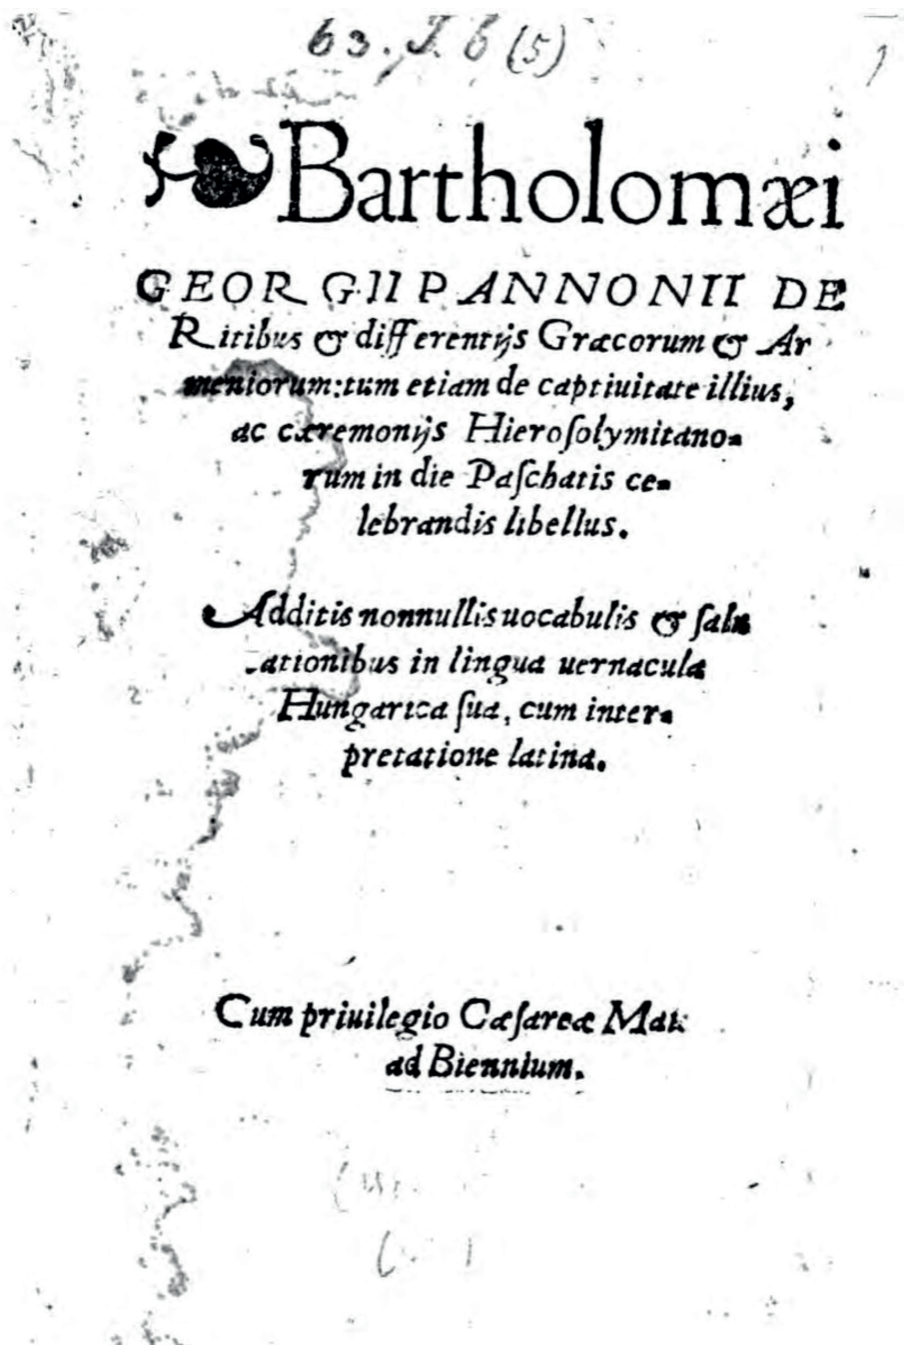 63. J. 6 (5)
Bartholomæi
GEORGII PANNONII DE
Ritibus & differentijs Græcorum & Ar
meniorum: tum etiam de captiuitate illius,
ac cæremonijs Hieroſolymitano⸗
rum in die Paſchatis ce⸗
lebrandis libellus.
Additis nonnullis uocabulis & ſalu
tationibus in lingua uernacula
Hungarica ſua, cum inter⸗
pretatione latina.
Cum priuilegio Cæſareæ Mai:
ad Biennium.